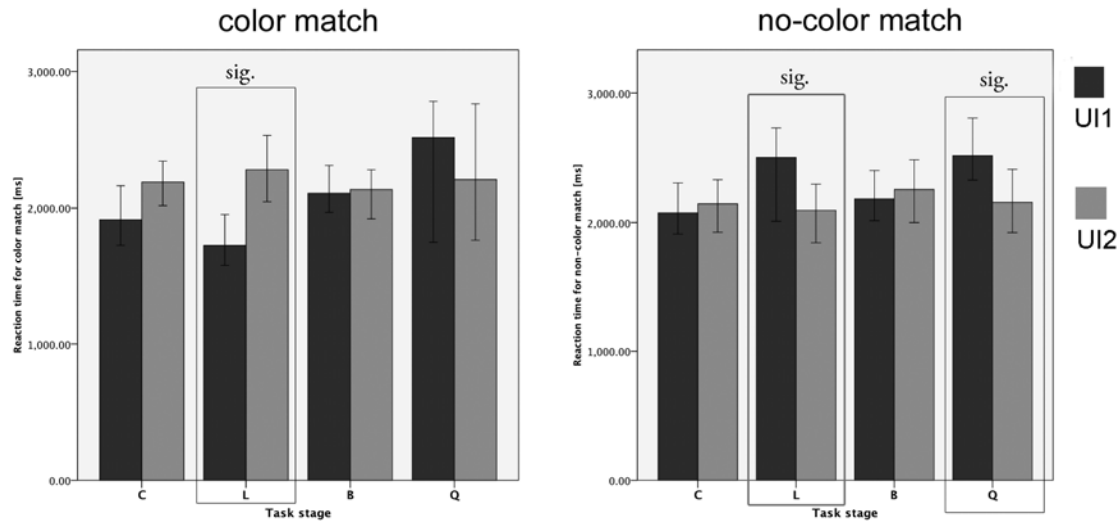 color match
sig.
3,000.00
2,000.00
1,000.00
0.00
Reaction time for color match [ms]
C L B Q
Task stage
no-color match
sig. sig.
3,000.00
2,000.00
1,000.00
0.00
Reaction time for non-color match [ms]
C L B Q
Task stage
UI1
UI2